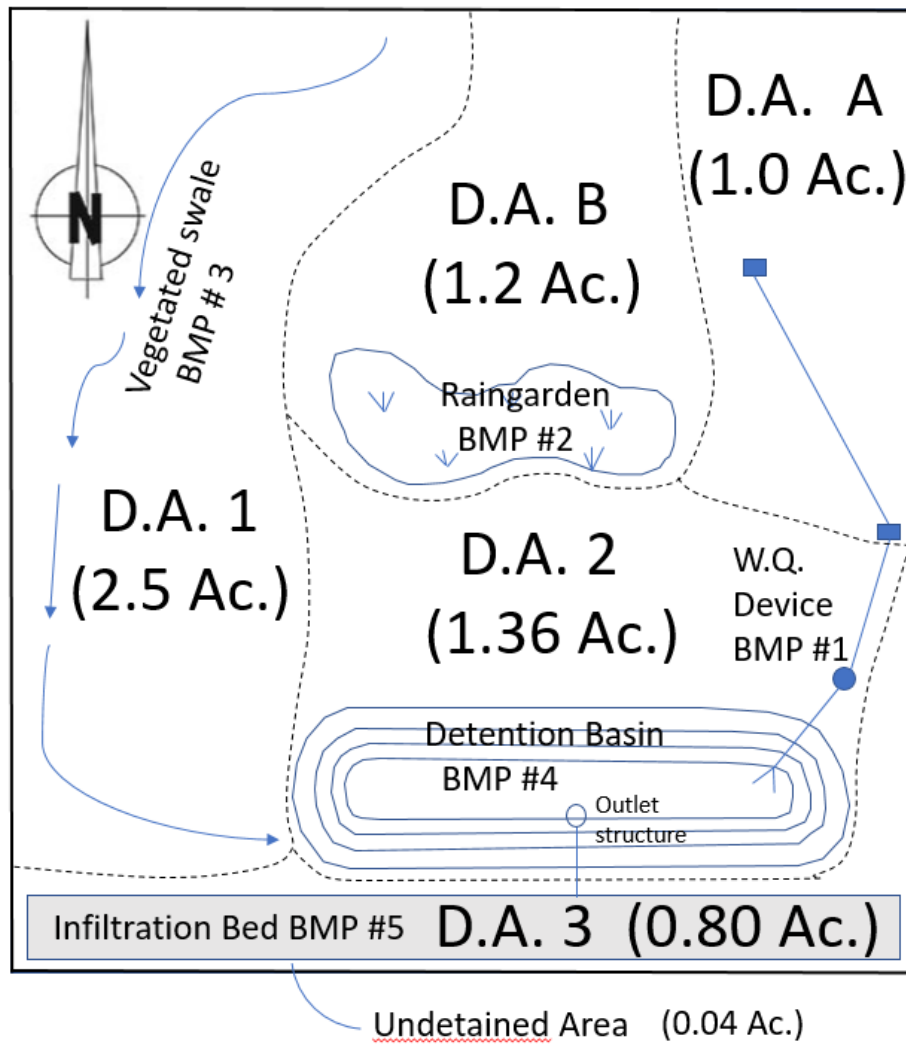 D.A. A
(1.0 Ac.)
N
Vegetated swale
BMP # 3
D.A. B
(1.2 Ac.)
Raingarden
BMP #2
D.A. 1
(2.5 Ac.)
D.A. 2
(1.36 Ac.)
W.Q.
Device
BMP #1
Detention Basin
BMP #4
Outlet
structure
Infiltration Bed BMP #5 D.A. 3 (0.80 Ac.)
Undetained Area (0.04 Ac.)